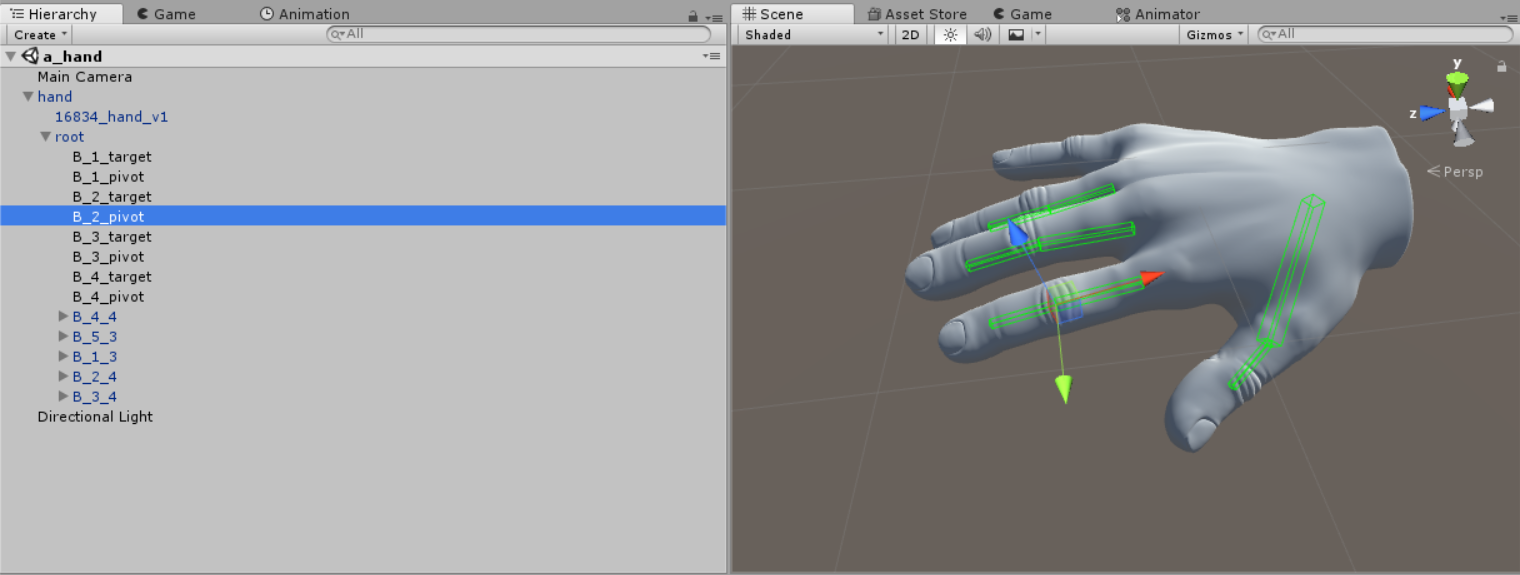 Hierarchy Game Animation
Create All
a_hand
Main Camera
hand
16834_hand_v1
root
B_1_target
B_1_pivot
B_2_target
B_2_pivot
B_3_target
B_3_pivot
B_4_target
B_4_pivot
B_4_4
B_5_3
B_1_3
B_2_4
B_3_4
Directional Light
Scene Asset Store Game Animator
Shaded 2D Gizmos All
y
z
Persp